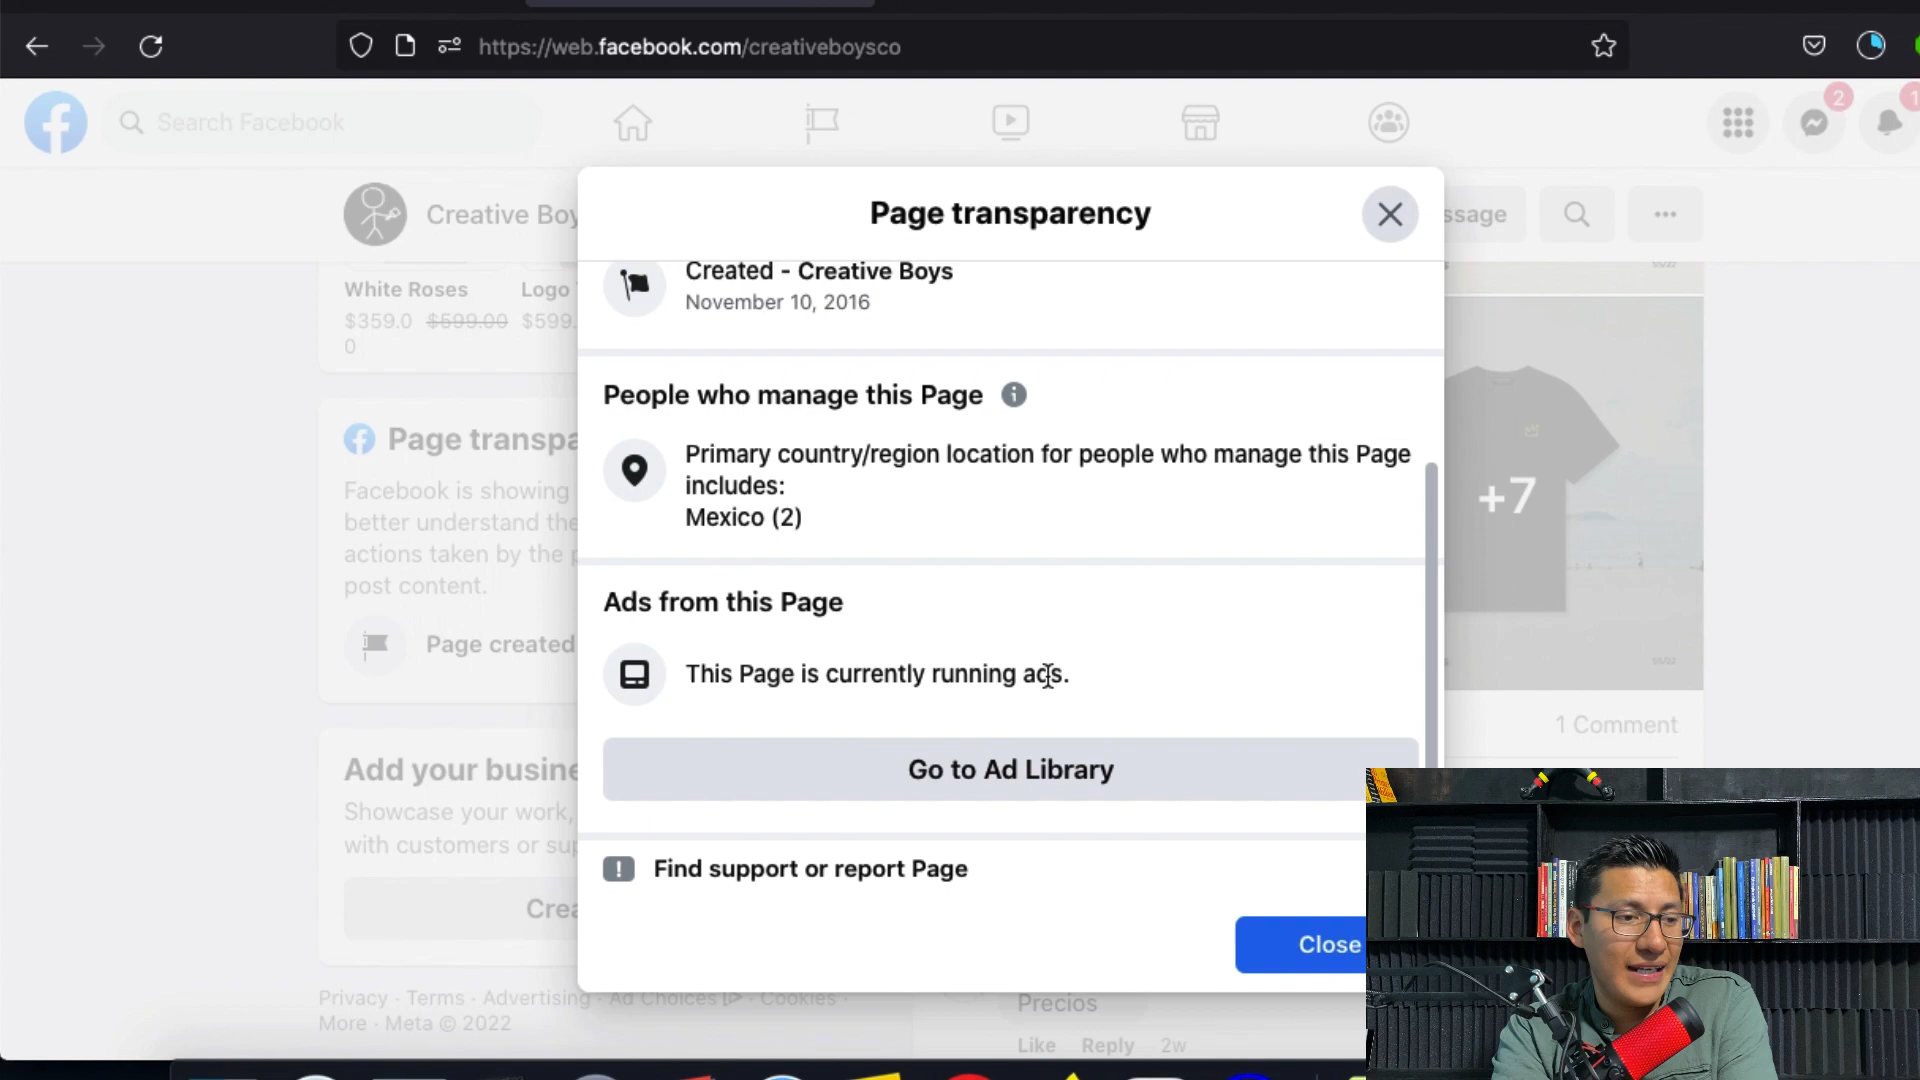 https://web.facebook.com/creativeboysco
Search Facebook
2
1
Creative Boy
Page transparency
ssage
Created - Creative Boys
November 10, 2016
White Roses
Logo
$359.0
0
$599.00
$599.
People who manage this Page
Primary country/region location for people who manage this Page
includes:
Mexico (2)
Page transpa
Facebook is showing
better understand the
actions taken by the p
post content.
Page created
+7
Ads from this Page
This Page is currently running ads.
Go to Ad Library
1 Comment
Add your busine
Showcase your work,
with customers or sup
Crea
Find support or report Page
Close
Privacy · Terms · Advertising · Ad Choices · Cookies ·
More · Meta © 2022
Precios
Like Reply 2w